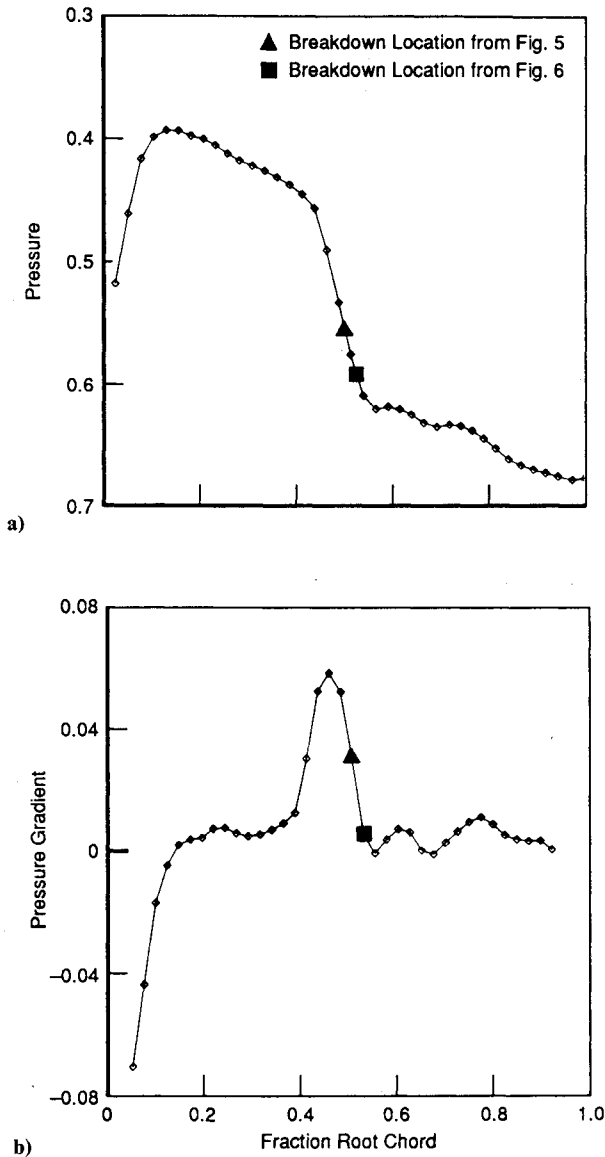 0.3
▲ Breakdown Location from Fig. 5
■ Breakdown Location from Fig. 6
0.4
Pressure
0.5
0.6
0.7
a)
0.08
0.04
Pressure Gradient
0
−0.04
−0.08
0 0.2 0.4 0.6 0.8 1.0
Fraction Root Chord
b)